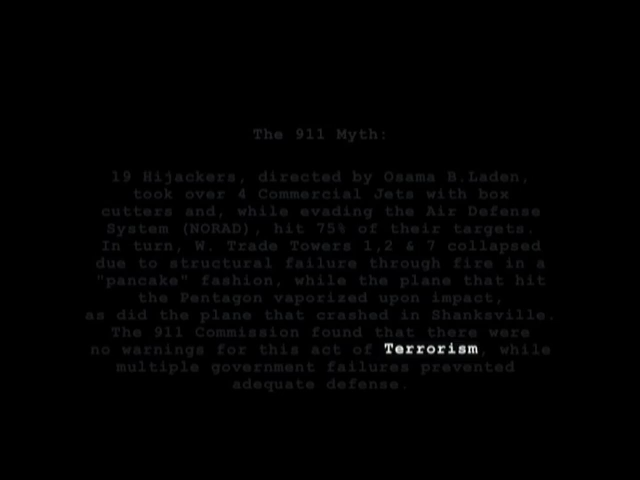 The 911 Myth:
19 Hijackers, directed by Osama B.Laden,
took over 4 Commercial Jets with box
cutters and, while evading the Air Defense
System (NORAD), hit 75% of their targets.
In turn, W. Trade Towers 1,2 & 7 collapsed
due to structural failure through fire in a
"pancake" fashion, while the plane that hit
the Pentagon vaporized upon impact,
as did the plane that crashed in Shanksville.
The 911 Commission found that there were
no warnings for this act of Terrorism, while
multiple government failures prevented
adequate defense.